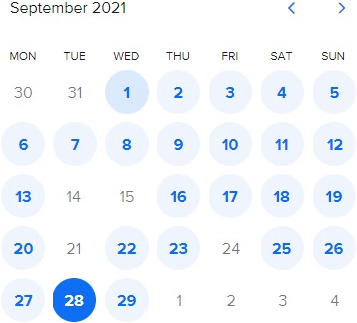 September 2021
MON TUE WED THU FRI SAT SUN
30 31 1 2 3 4 5
6 7 8 9 10 11 12
13 14 15 16 17 18 19
20 21 22 23 24 25 26
27 28 29 1 2 3 4